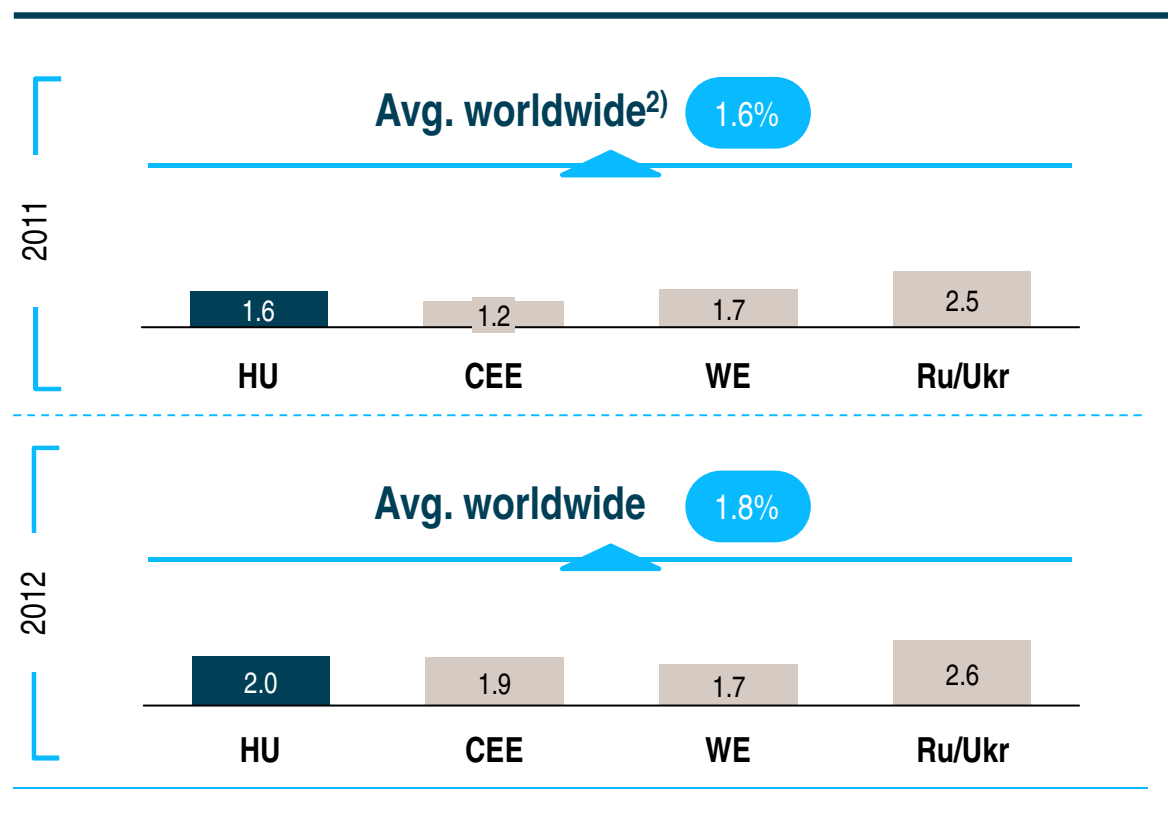 Avg. worldwide2) 1.6%
2011
1.6 1.2 1.7 2.5
HU CEE WE Ru/Ukr
Avg. worldwide 1.8%
2012
2.0 1.9 1.7 2.6
HU CEE WE Ru/Ukr